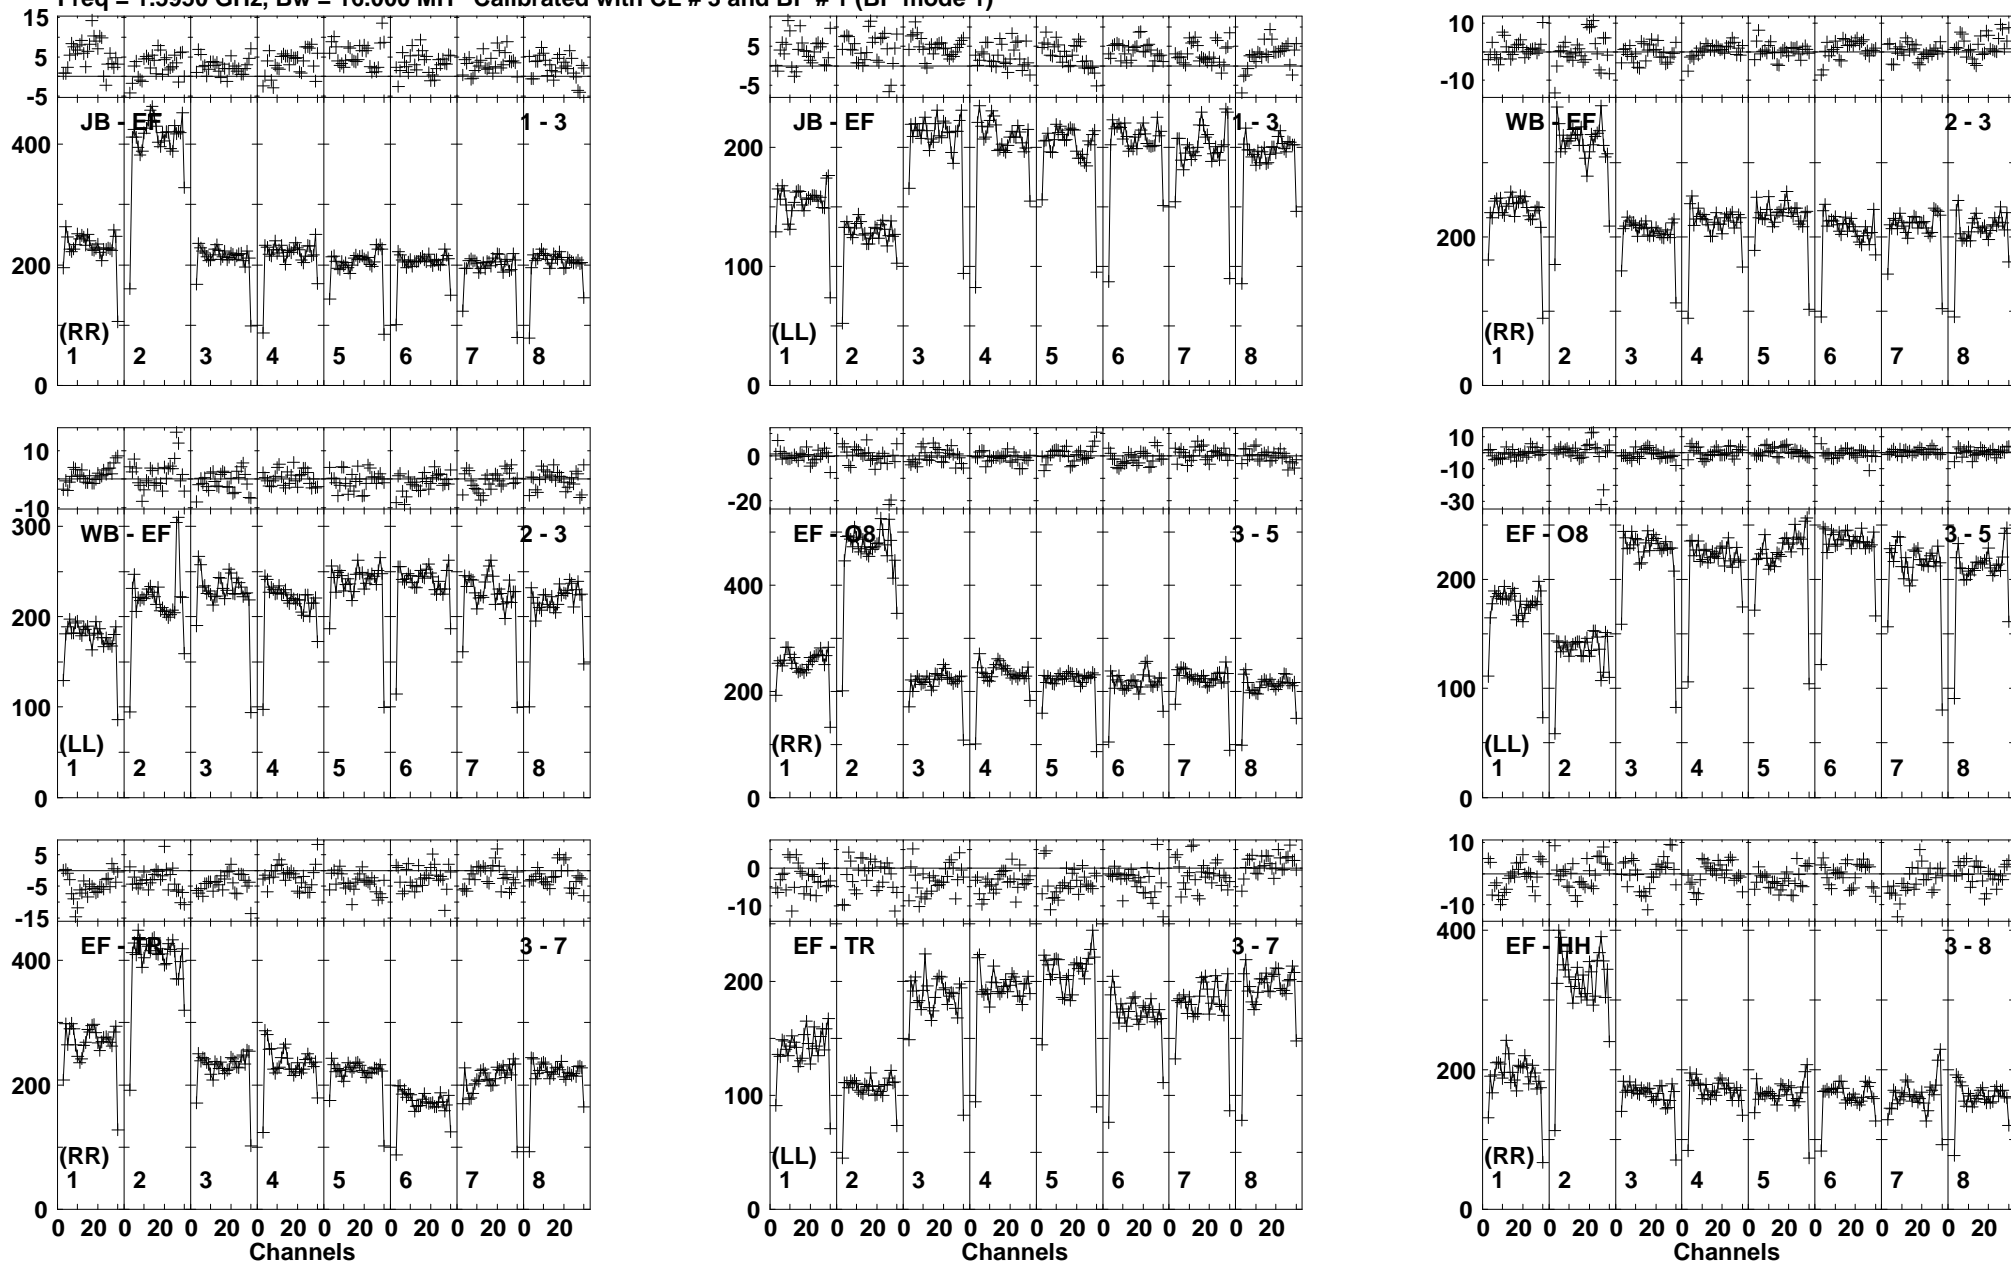 Freq = 1.5950 GHz, Bw = 16.000 MH Calibrated with CL # 3 and BP # 1 (BP mode 1)
15 5 -5
JB - EF 1 - 3
400 200 0
(RR)
1 2 3 4 5 6 7 8
5 -5
JB - EF 1 - 3
200 100 0
(LL)
1 2 3 4 5 6 7 8
10 -10
WB - EF 2 - 3
200 0
(RR)
1 2 3 4 5 6 7 8
10 -10
WB - EF 2 - 3
300 200 100 0
(LL)
1 2 3 4 5 6 7 8
0 -20
EF - O8 3 - 5
400 200 0
(RR)
1 2 3 4 5 6 7 8
10 -10 -30
EF - O8 3 - 5
200 100 0
(LL)
1 2 3 4 5 6 7 8
5 -5 -15
EF - TR 3 - 7
400 200 0
(RR)
1 2 3 4 5 6 7 8
0 20 0 20 0 20 0 20 0 20 0 20 0 20 0 20
Channels
0 -10
EF - TR 3 - 7
200 100 0
(LL)
1 2 3 4 5 6 7 8
0 20 0 20 0 20 0 20 0 20 0 20 0 20 0 20
Channels
10 -10
EF - HH 3 - 8
400 200 0
(RR)
1 2 3 4 5 6 7 8
0 20 0 20 0 20 0 20 0 20 0 20 0 20 0 20
Channels